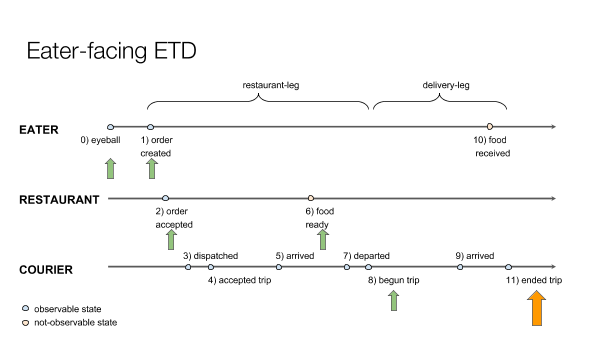 Eater-facing ETD
restaurant-leg
delivery-leg
EATER
0) eyeball
1) order
created
10) food
received
RESTAURANT
2) order
accepted
6) food
ready
3) dispatched
5) arrived
7) departed
9) arrived
COURIER
4) accepted trip
8) begun trip
11) ended trip
observable state
not-observable state